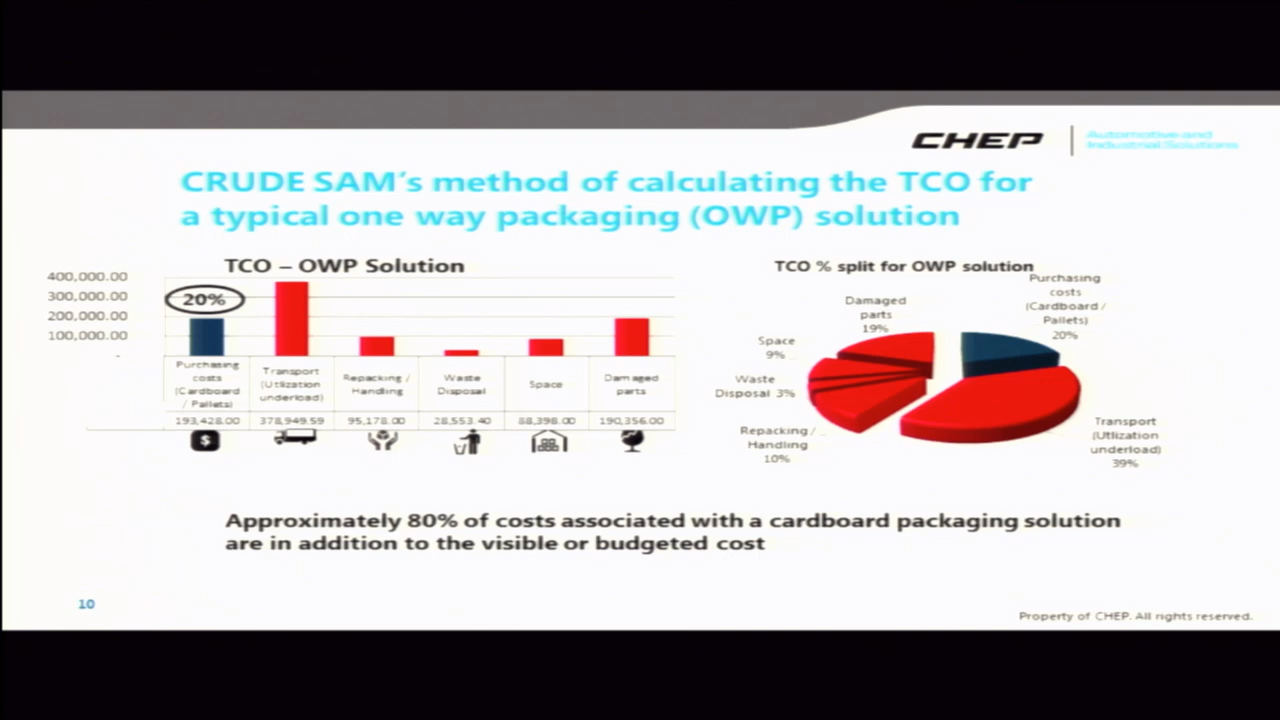 CHEP
Automotive and
Industrial Solutions
CRUDE SAM's method of calculating the TCO for
a typical one way packaging (OWP) solution
TCO – OWP Solution
400,000.00
300,000.00
200,000.00
100,000.00
-
20%
Purchasing
costs
(Cardboard
/ Pallets)
Transport
(Utlization
underload)
Repacking /
Handling
Waste
Disposal
Space
Damaged
parts
193,428.00
378,949.59
95,178.00
28,553.40
88,398.00
190,356.00
$
TCO % split for OWP solution
Purchasing
costs
(Cardboard /
Pallets)
20%
Damaged
parts
19%
Space
9%
Waste
Disposal 3%
Repacking /
Handling
10%
Transport
(Utlization
underload)
39%
Approximately 80% of costs associated with a cardboard packaging solution
are in addition to the visible or budgeted cost
10
Property of CHEP. All rights reserved.